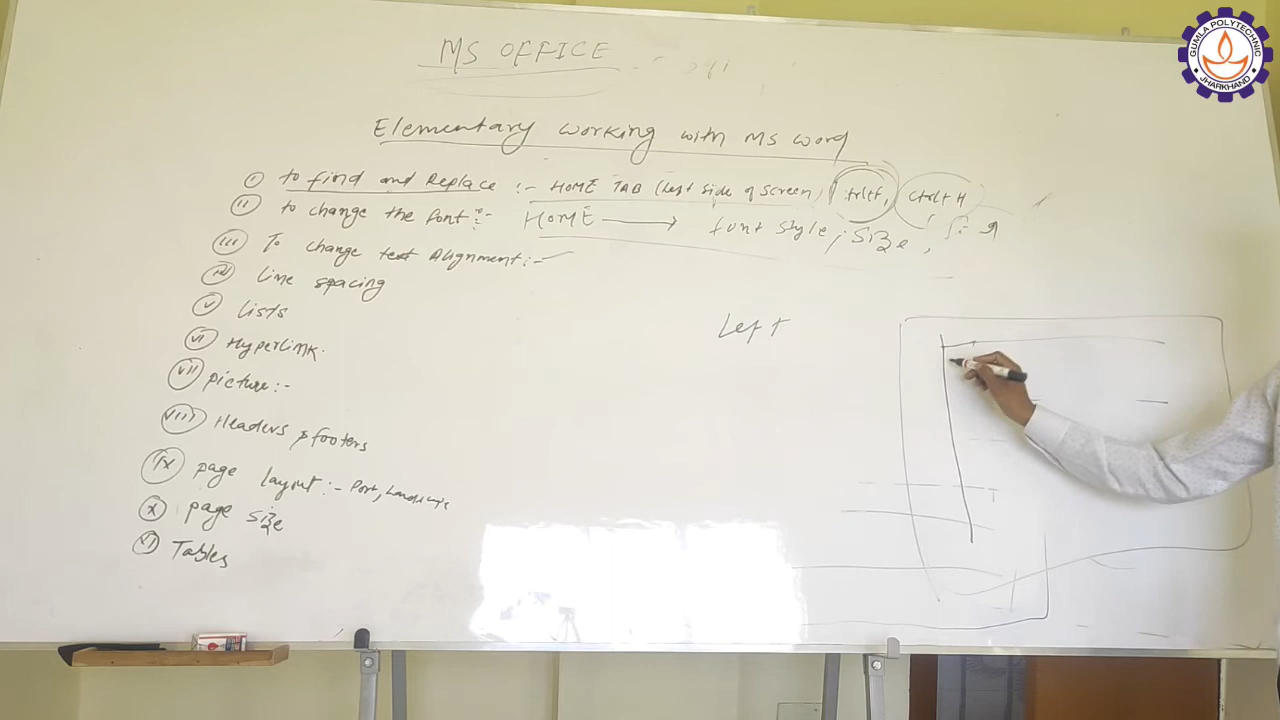 MS OFFICE
Elementary working with MS Word
(i) to find and Replace :- HOME TAB (Left side of screen) ctrl+F, ctrl+H
(ii) to change the font :- HOME → font style, size,
(iii) To change text Alignment :-
(iv) Line spacing
(v) Lists
(vi) HyperLink.
(vii) picture :-
(viii) Headers & footers
(ix) page layout :- Port, Landscape
(x) page size
(xi) Tables
Left
GUMLA POLYTECHNIC
JHARKHAND